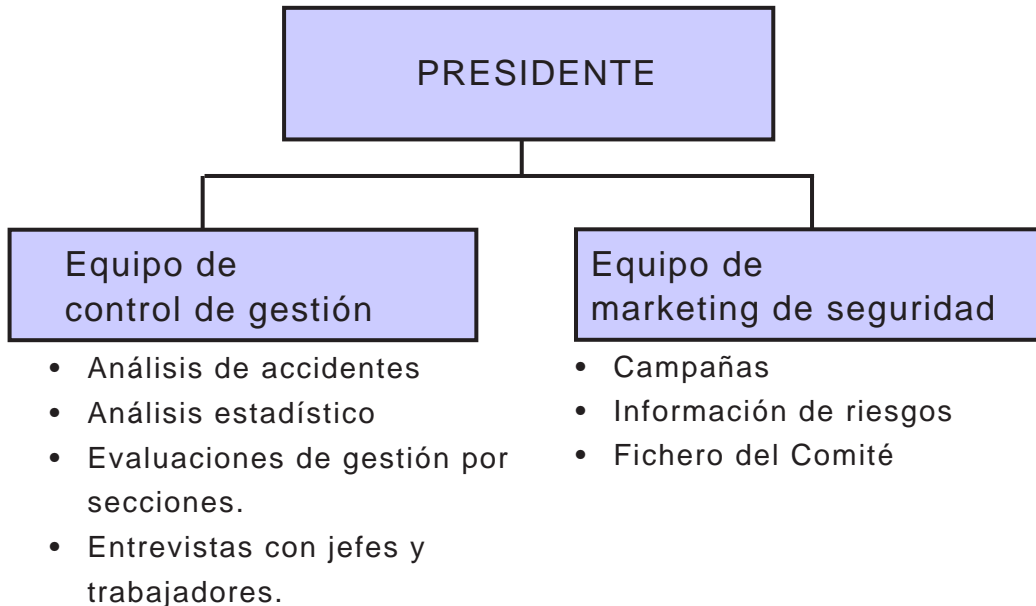 PRESIDENTE
Equipo de
control de gestión
• Análisis de accidentes
• Análisis estadístico
• Evaluaciones de gestión por
secciones.
• Entrevistas con jefes y
trabajadores.
Equipo de
marketing de seguridad
• Campañas
• Información de riesgos
• Fichero del Comité